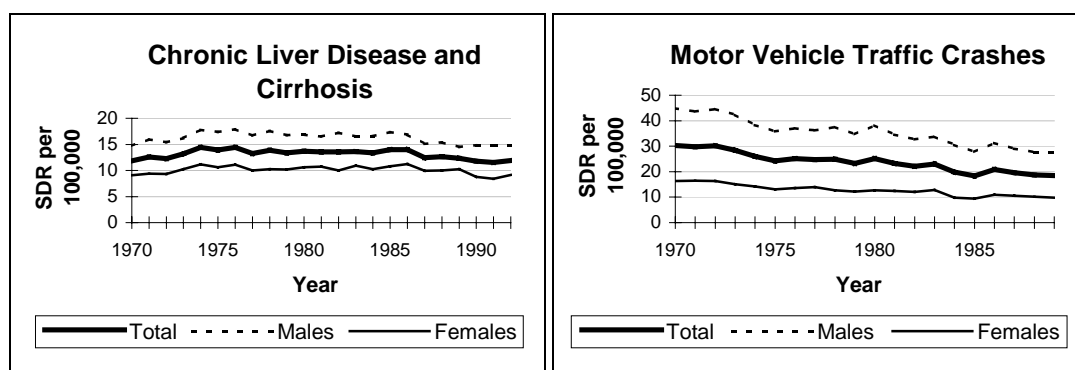 Chronic Liver Disease and
Cirrhosis
20
15
10
5
0
SDR per
100,000
1970 1975 1980 1985 1990
Year
Total Males Females
Motor Vehicle Traffic Crashes
50
40
30
20
10
0
SDR per
100,000
1970 1975 1980 1985
Year
Total Males Females